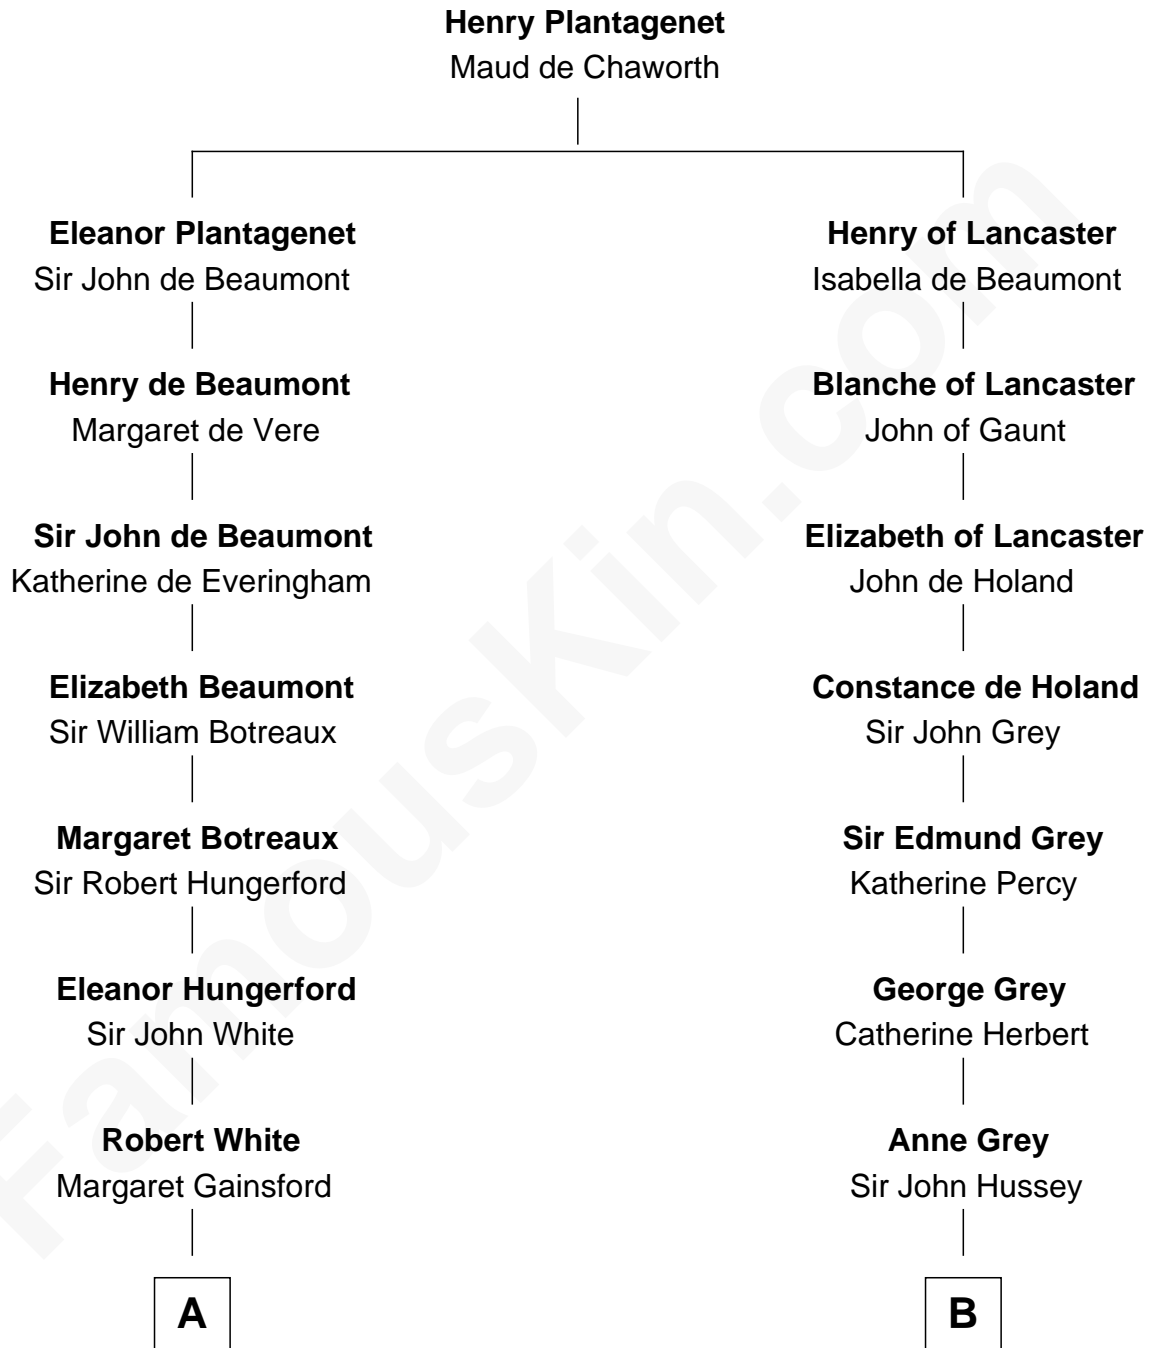 Henry Plantagenet
Maud de Chaworth
Eleanor Plantagenet
Sir John de Beaumont
Henry of Lancaster
Isabella de Beaumont
Henry de Beaumont
Margaret de Vere
Blanche of Lancaster
John of Gaunt
Sir John de Beaumont
Katherine de Everingham
Elizabeth of Lancaster
John de Holand
Elizabeth Beaumont
Sir William Botreaux
Constance de Holand
Sir John Grey
Margaret Botreaux
Sir Robert Hungerford
Sir Edmund Grey
Katherine Percy
Eleanor Hungerford
Sir John White
George Grey
Catherine Herbert
Robert White
Margaret Gainsford
Anne Grey
Sir John Hussey
A
B
FamousKin.com